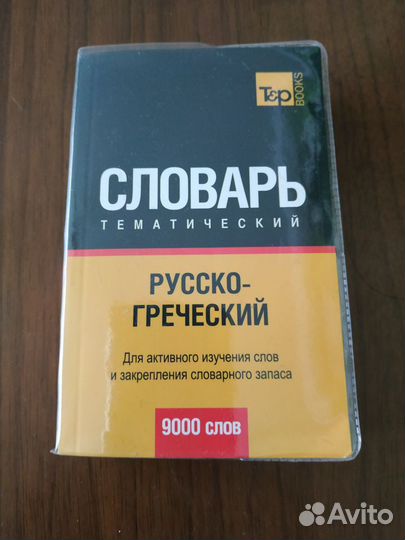 T&p
BOOKS
СЛОВАРЬ
ТЕМАТИЧЕСКИЙ
РУССКО-
ГРЕЧЕСКИЙ
Для активного изучения слов
и закрепления словарного запаса
9000 слов
Avito